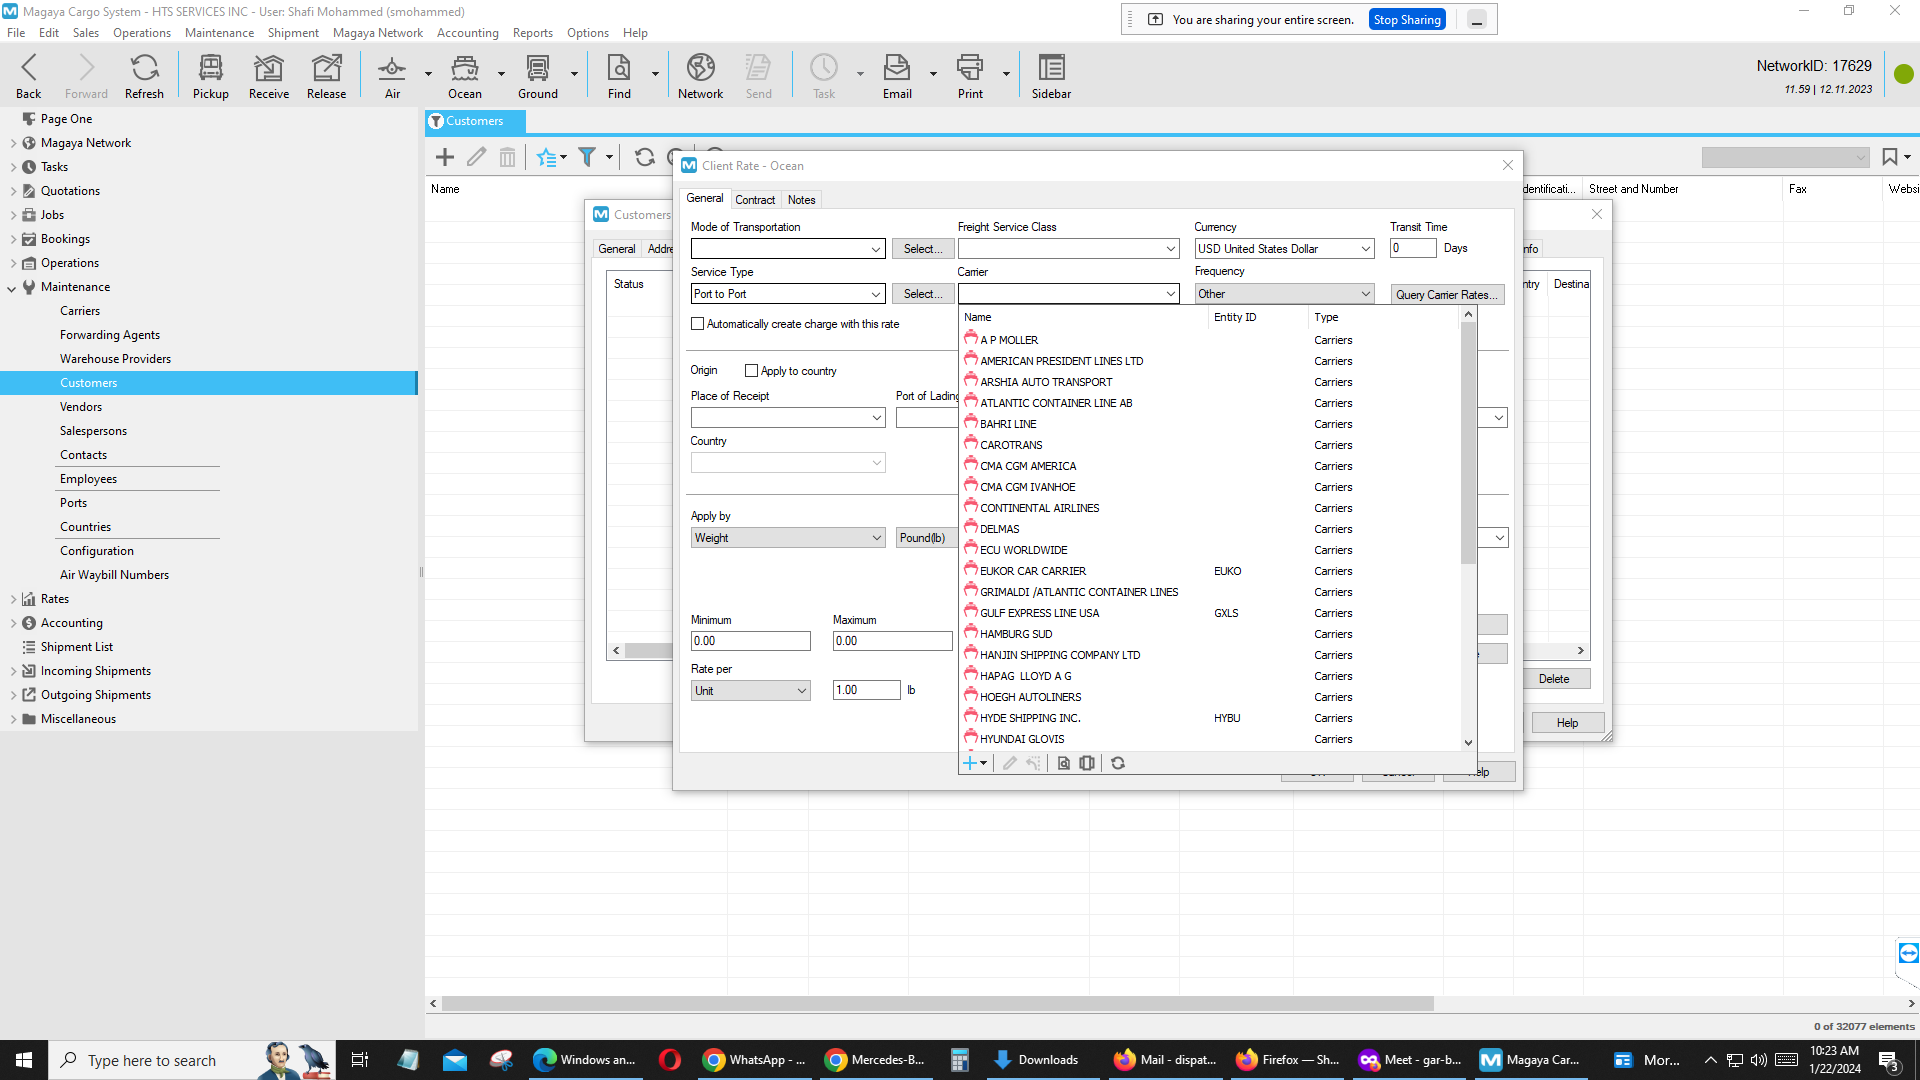 Magaya Cargo System - HTS SERVICES INC - User: Shafi Mohammed (smohammed)
You are sharing your entire screen.
Stop Sharing
File Edit Sales Operations Maintenance Shipment Magaya Network Accounting Reports Options Help
Back Forward Refresh Pickup Receive Release Air Ocean Ground Find Network Send Task Email Print Sidebar
NetworkID: 17629
11.59 | 12.11.2023
Page One
Magaya Network
Tasks
Quotations
Jobs
Bookings
Operations
Maintenance
Carriers
Forwarding Agents
Warehouse Providers
Customers
Vendors
Salespersons
Contacts
Employees
Ports
Countries
Configuration
Air Waybill Numbers
Rates
Accounting
Shipment List
Incoming Shipments
Outgoing Shipments
Miscellaneous
Customers
Name
Street and Number
Fax
Customers
General
Status
Destina
Delete
Help
Client Rate - Ocean
General Contract Notes
Mode of Transportation Freight Service Class Currency Transit Time
Select... USD United States Dollar 0 Days
Service Type Carrier Frequency
Port to Port Select... Other Query Carrier Rates...
Automatically create charge with this rate
Origin Apply to country
Place of Receipt Port of Lading
Country
Apply by
Weight Pound(lb)
Minimum Maximum
0.00 0.00
Rate per
Unit 1.00 lb
Name Entity ID Type
A P MOLLER Carriers
AMERICAN PRESIDENT LINES LTD Carriers
ARSHIA AUTO TRANSPORT Carriers
ATLANTIC CONTAINER LINE AB Carriers
BAHRI LINE Carriers
CAROTRANS Carriers
CMA CGM AMERICA Carriers
CMA CGM IVANHOE Carriers
CONTINENTAL AIRLINES Carriers
DELMAS Carriers
ECU WORLDWIDE Carriers
EUKOR CAR CARRIER EUKO Carriers
GRIMALDI /ATLANTIC CONTAINER LINES Carriers
GULF EXPRESS LINE USA GXLS Carriers
HAMBURG SUD Carriers
HANJIN SHIPPING COMPANY LTD Carriers
HAPAG LLOYD A G Carriers
HOEGH AUTOLINERS Carriers
HYDE SHIPPING INC. HYBU Carriers
HYUNDAI GLOVIS Carriers
0 of 32077 elements
Type here to search
Windows an...
WhatsApp - ...
Mercedes-B...
Downloads
Mail - dispat...
Firefox — Sh...
Meet - gar-b...
Magaya Car...
Mor...
10:23 AM
1/22/2024
3